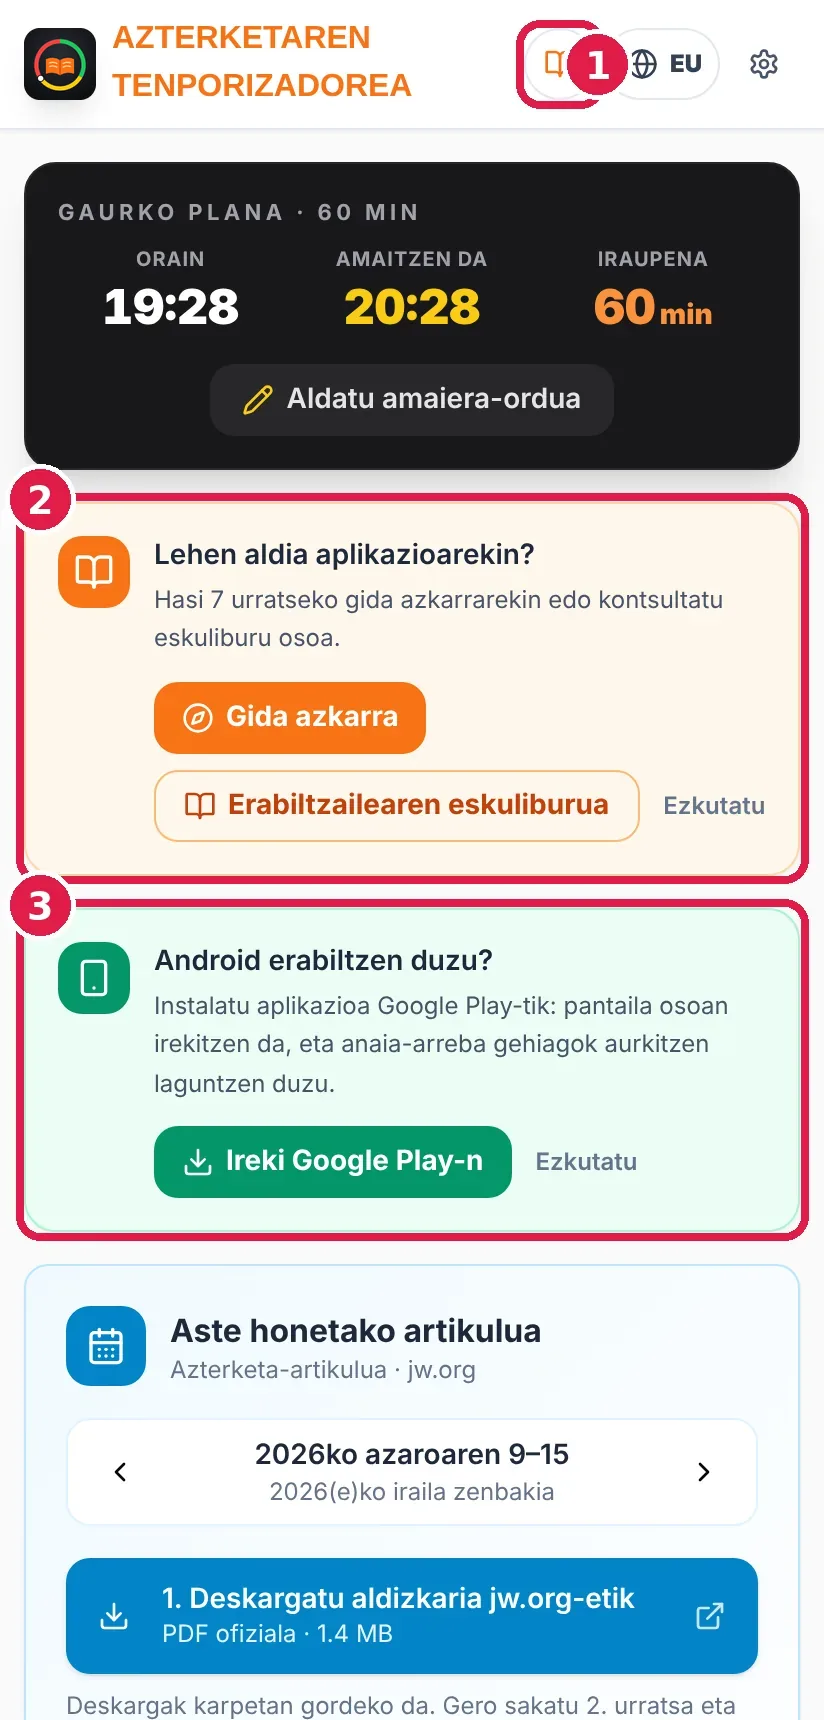 AZTERKETAREN
TENPORIZADOREA
1
EU
GAURKO PLANA · 60 MIN
ORAIN
AMAITZEN DA
IRAUPENA
19:28
20:28
60 min
Aldatu amaiera-ordua
2
Lehen aldia aplikazioarekin?
Hasi 7 urratseko gida azkarrarekin edo kontsultatu
eskuliburu osoa.
Gida azkarra
Erabiltzailearen eskuliburua
Ezkutatu
3
Android erabiltzen duzu?
Instalatu aplikazioa Google Play-tik: pantaila osoan
irekitzen da, eta anaia-arreba gehiagok aurkitzen
laguntzen duzu.
Ireki Google Play-n
Ezkutatu
Aste honetako artikulua
Azterketa-artikulua · jw.org
2026ko azaroaren 9–15
2026(e)ko iraila zenbakia
1. Deskargatu aldizkaria jw.org-etik
PDF ofiziala · 1.4 MB
Deskargak karpetan gordeko da. Gero sakatu 2. urratsa eta